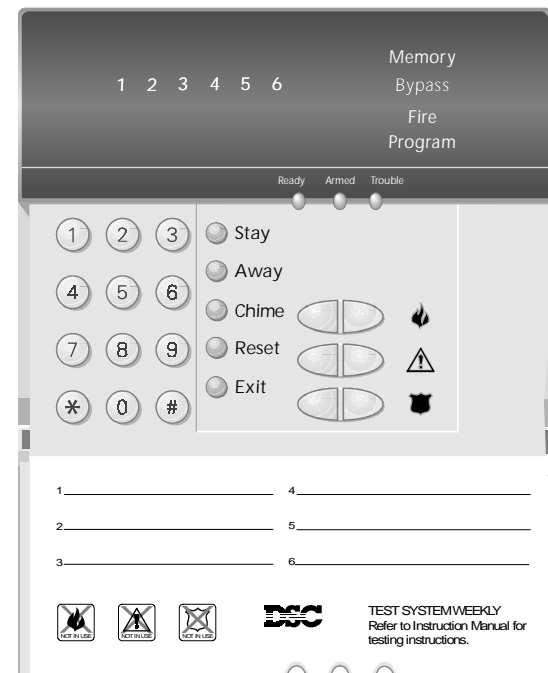 Memory
1 2 3 4 5 6 Bypass
Fire
Program
Ready Armed Trouble
1 2 3 Stay
Away
4 5 6
Chime
7 8 9 Reset
Exit
* 0 #
1 4
2 5
3 6
NOT IN USE NOT IN USE NOT IN USE
DSC
TEST SYSTEM WEEKLY
Refer to Instruction Manual for
testing instructions.